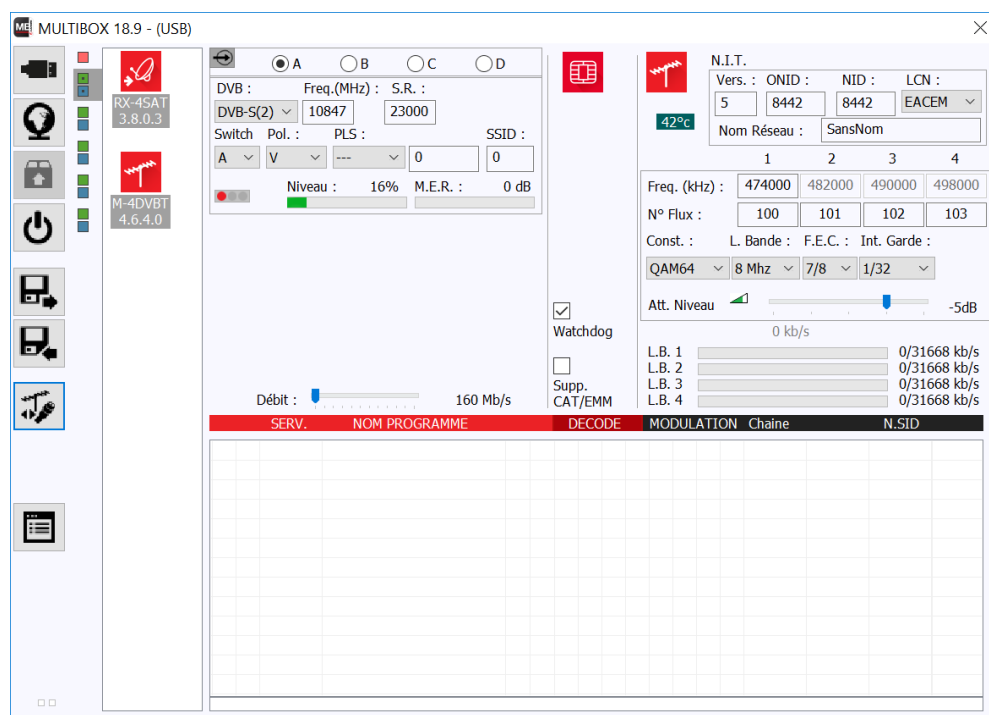 ME MULTIBOX 18.9 - (USB)
RX-4SAT
3.8.0.3
M-4DVBT
4.6.4.0
A B C D
DVB : Freq.(MHz) : S.R. :
DVB-S(2) 10847 23000
Switch Pol. : PLS : SSID :
A V --- 0 0
Niveau : 16% M.E.R. : 0 dB
Débit : 160 Mb/s
Watchdog
Supp.
CAT/EMM
42°c
N.I.T.
Vers. : ONID : NID : LCN :
5 8442 8442 EACEM
Nom Réseau : SansNom
1 2 3 4
Freq. (kHz) : 474000 482000 490000 498000
N° Flux : 100 101 102 103
Const. : L. Bande : F.E.C. : Int. Garde :
QAM64 8 Mhz 7/8 1/32
Att. Niveau -5dB
0 kb/s
L.B. 1 0/31668 kb/s
L.B. 2 0/31668 kb/s
L.B. 3 0/31668 kb/s
L.B. 4 0/31668 kb/s
SERV. NOM PROGRAMME DECODE MODULATION Chaine N.SID